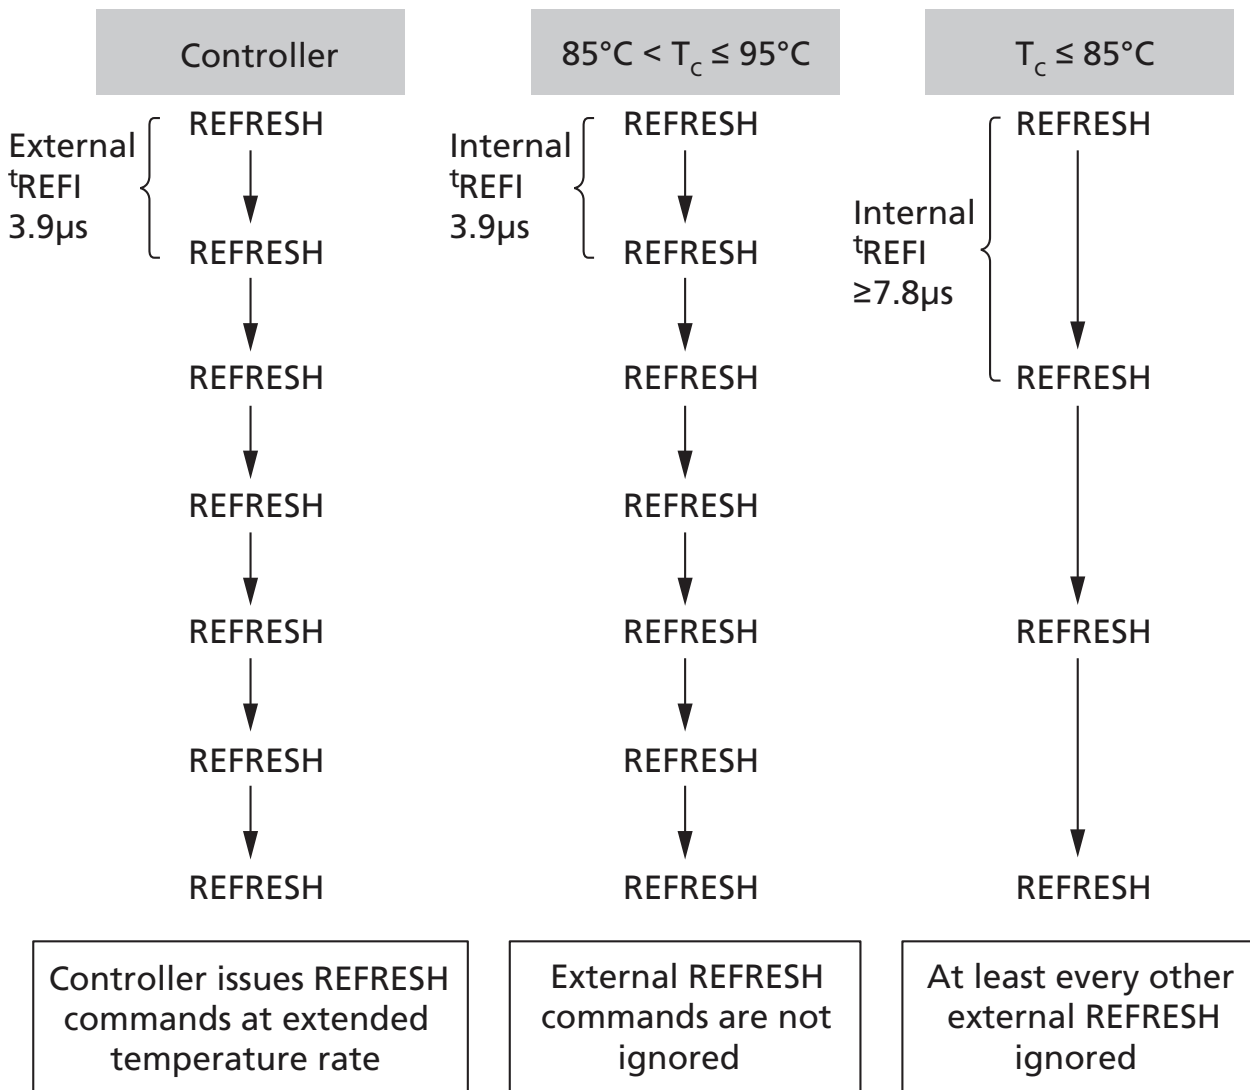 Controller
External
tREFI
3.9µs
REFRESH
REFRESH
REFRESH
REFRESH
REFRESH
REFRESH
REFRESH
Controller issues REFRESH
commands at extended
temperature rate
85°C < Tc ≤ 95°C
Internal
tREFI
3.9µs
REFRESH
REFRESH
REFRESH
REFRESH
REFRESH
REFRESH
REFRESH
External REFRESH
commands are not
ignored
Tc ≤ 85°C
Internal
tREFI
≥7.8µs
REFRESH
REFRESH
REFRESH
REFRESH
At least every other
external REFRESH
ignored